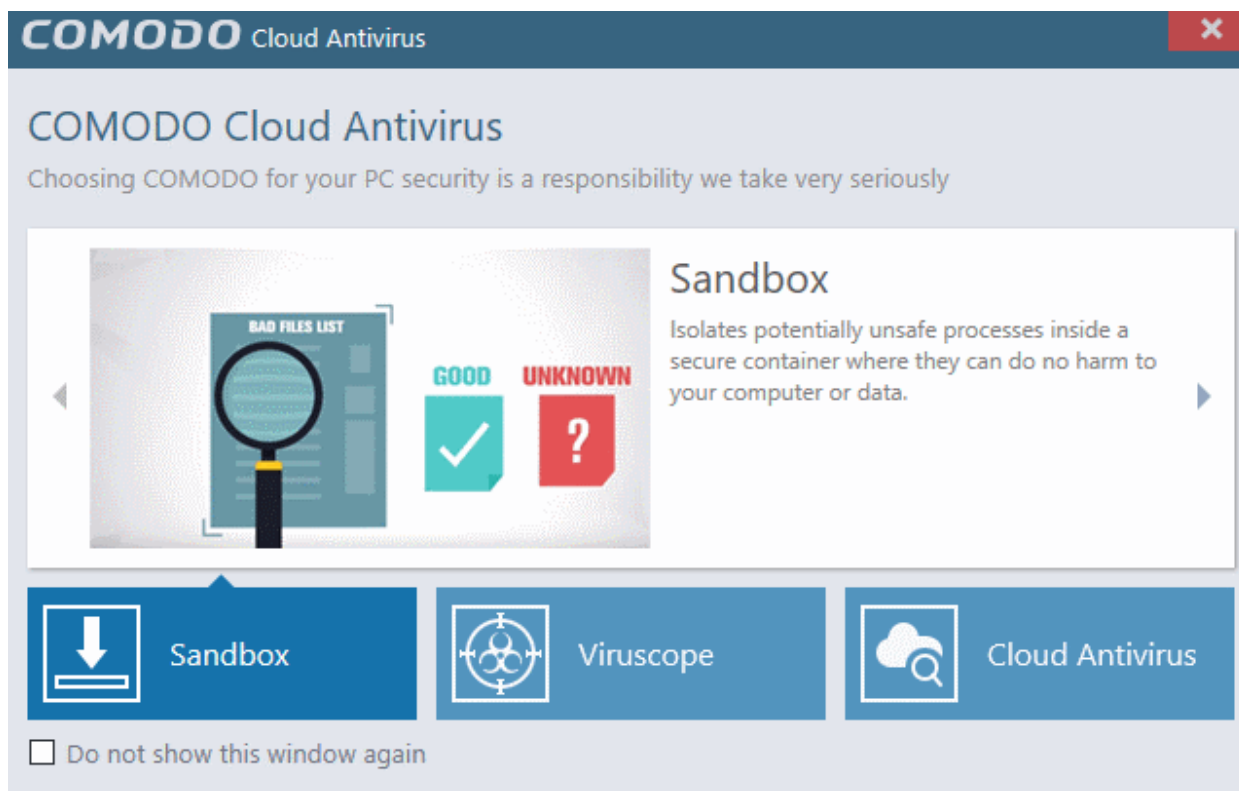 COMODO Cloud Antivirus
COMODO Cloud Antivirus
Choosing COMODO for your PC security is a responsibility we take very seriously
BAD FILES LIST
GOOD
UNKNOWN
?
Sandbox
Isolates potentially unsafe processes inside a
secure container where they can do no harm to
your computer or data.
Sandbox
Viruscope
Cloud Antivirus
Do not show this window again